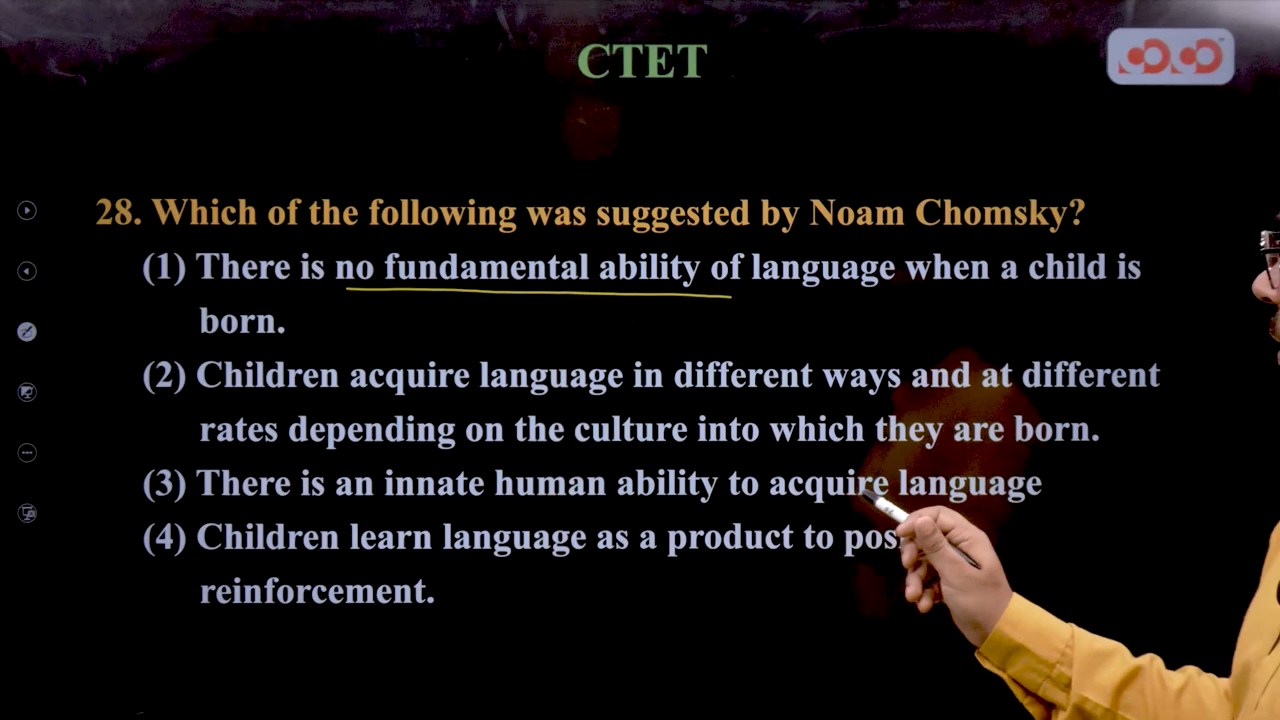 CTET
28. Which of the following was suggested by Noam Chomsky?
(1) There is no fundamental ability of language when a child is
born.
(2) Children acquire language in different ways and at different
rates depending on the culture into which they are born.
(3) There is an innate human ability to acquire language
(4) Children learn language as a product to
reinforcement.